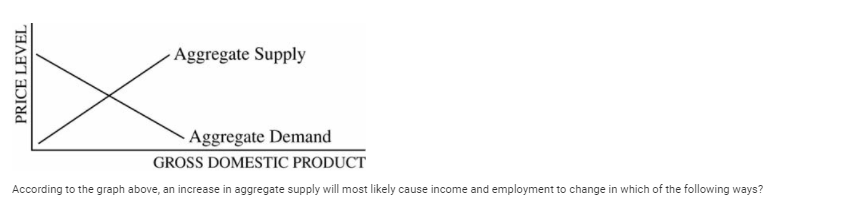 PRICE LEVEL
Aggregate Supply
Aggregate Demand
GROSS DOMESTIC PRODUCT
According to the graph above, an increase in aggregate supply will most likely cause income and employment to change in which of the following ways?